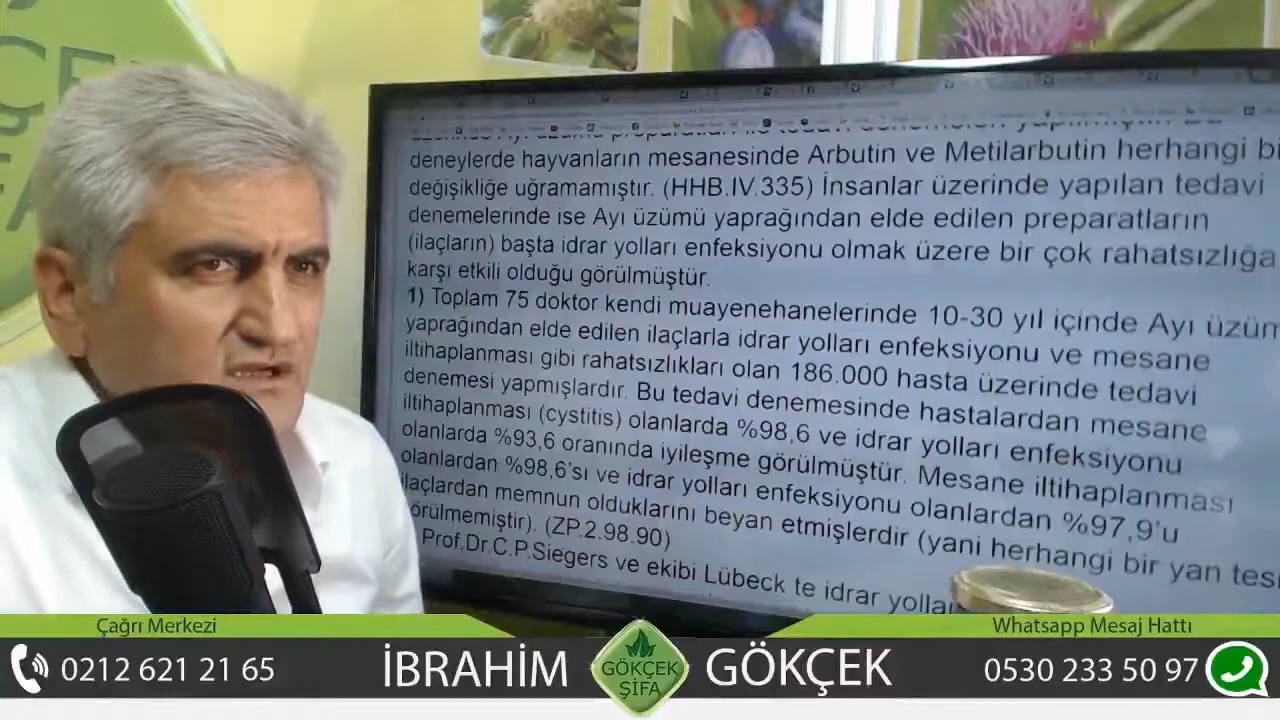 deneylerde hayvanların mesanesinde Arbutin ve Metilarbutin herhangi bi
değişikliğe uğramamıştır. (HHB.IV.335) İnsanlar üzerinde yapılan tedavi
denemelerinde ise Ayı üzümü yaprağından elde edilen preparatların
(ilaçların) başta idrar yolları enfeksiyonu olmak üzere bir çok rahatsızlığa
karşı etkili olduğu görülmüştür.
1) Toplam 75 doktor kendi muayenehanelerinde 10-30 yıl içinde Ayı üzüm
yaprağından elde edilen ilaçlarla idrar yolları enfeksiyonu ve mesane
iltihaplanması gibi rahatsızlıkları olan 186.000 hasta üzerinde tedavi
denemesi yapmışlardır. Bu tedavi denemesinde hastalardan mesane
iltihaplanması (cystitis) olanlarda %98,6 ve idrar yolları enfeksiyonu
olanlarda %93,6 oranında iyileşme görülmüştür. Mesane iltihaplanması
olanlardan %98,6'sı ve idrar yolları enfeksiyonu olanlardan %97,9'u
ilaçlardan memnun olduklarını beyan etmişlerdir (yani herhangi bir yan tesi
örülmemiştir). (ZP.2.98.90)
Prof.Dr.C.P.Siegers ve ekibi Lübeck te idrar yolla
Çağrı Merkezi
0212 621 21 65
İBRAHİM
GÖKÇEK
ŞİFA
GÖKÇEK
Whatsapp Mesaj Hattı
0530 233 50 97